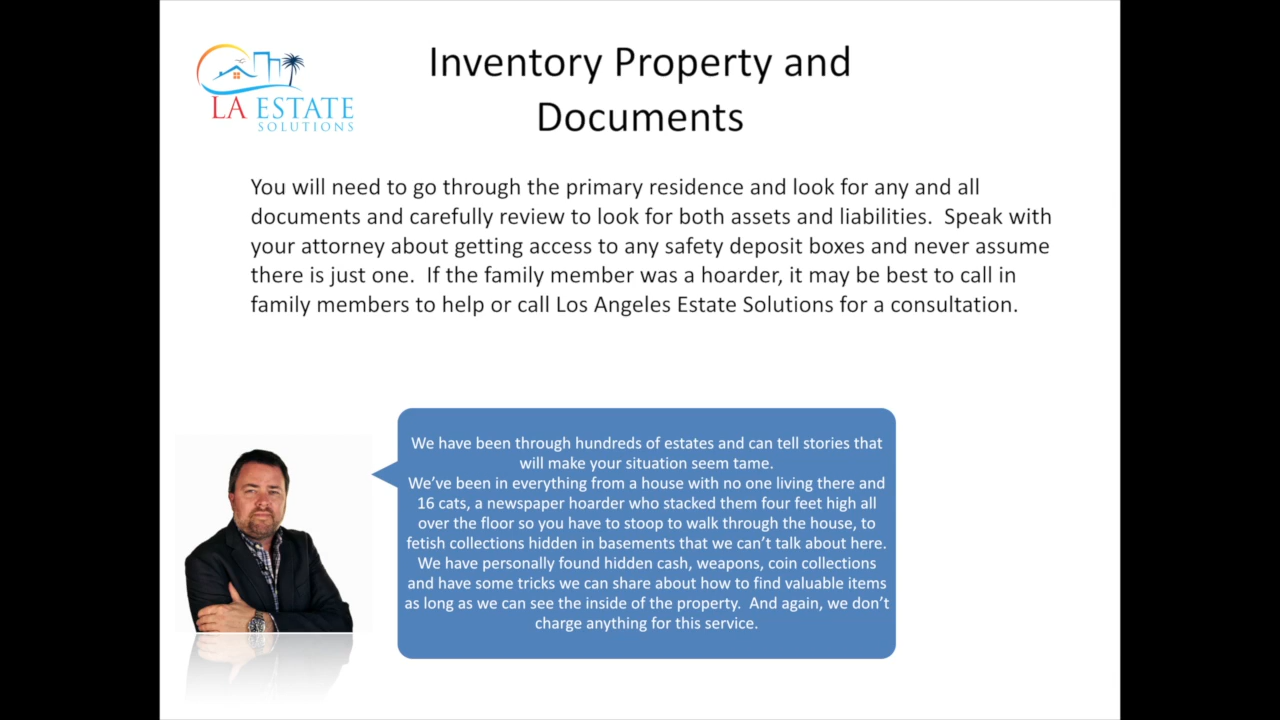 LA ESTATE
SOLUTIONS
Inventory Property and
Documents
You will need to go through the primary residence and look for any and all
documents and carefully review to look for both assets and liabilities.  Speak with
your attorney about getting access to any safety deposit boxes and never assume
there is just one.  If the family member was a hoarder, it may be best to call in
family members to help or call Los Angeles Estate Solutions for a consultation.
We have been through hundreds of estates and can tell stories that
will make your situation seem tame.
We’ve been in everything from a house with no one living there and
16 cats, a newspaper hoarder who stacked them four feet high all
over the floor so you have to stoop to walk through the house, to
fetish collections hidden in basements that we can’t talk about here.
We have personally found hidden cash, weapons, coin collections
and have some tricks we can share about how to find valuable items
as long as we can see the inside of the property.  And again, we don’t
charge anything for this service.